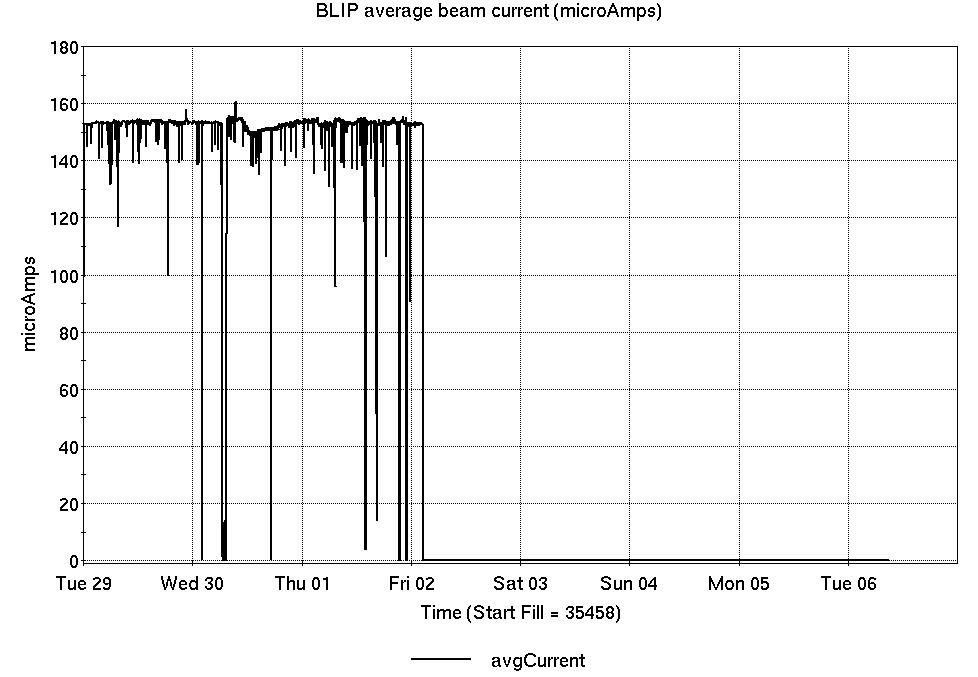 BLIP average beam current (microAmps)
180
160
140
120
100
80
60
40
20
0
microAmps
Tue 29 Wed 30 Thu 01 Fri 02 Sat 03 Sun 04 Mon 05 Tue 06
Time (Start Fill = 35458)
avgCurrent